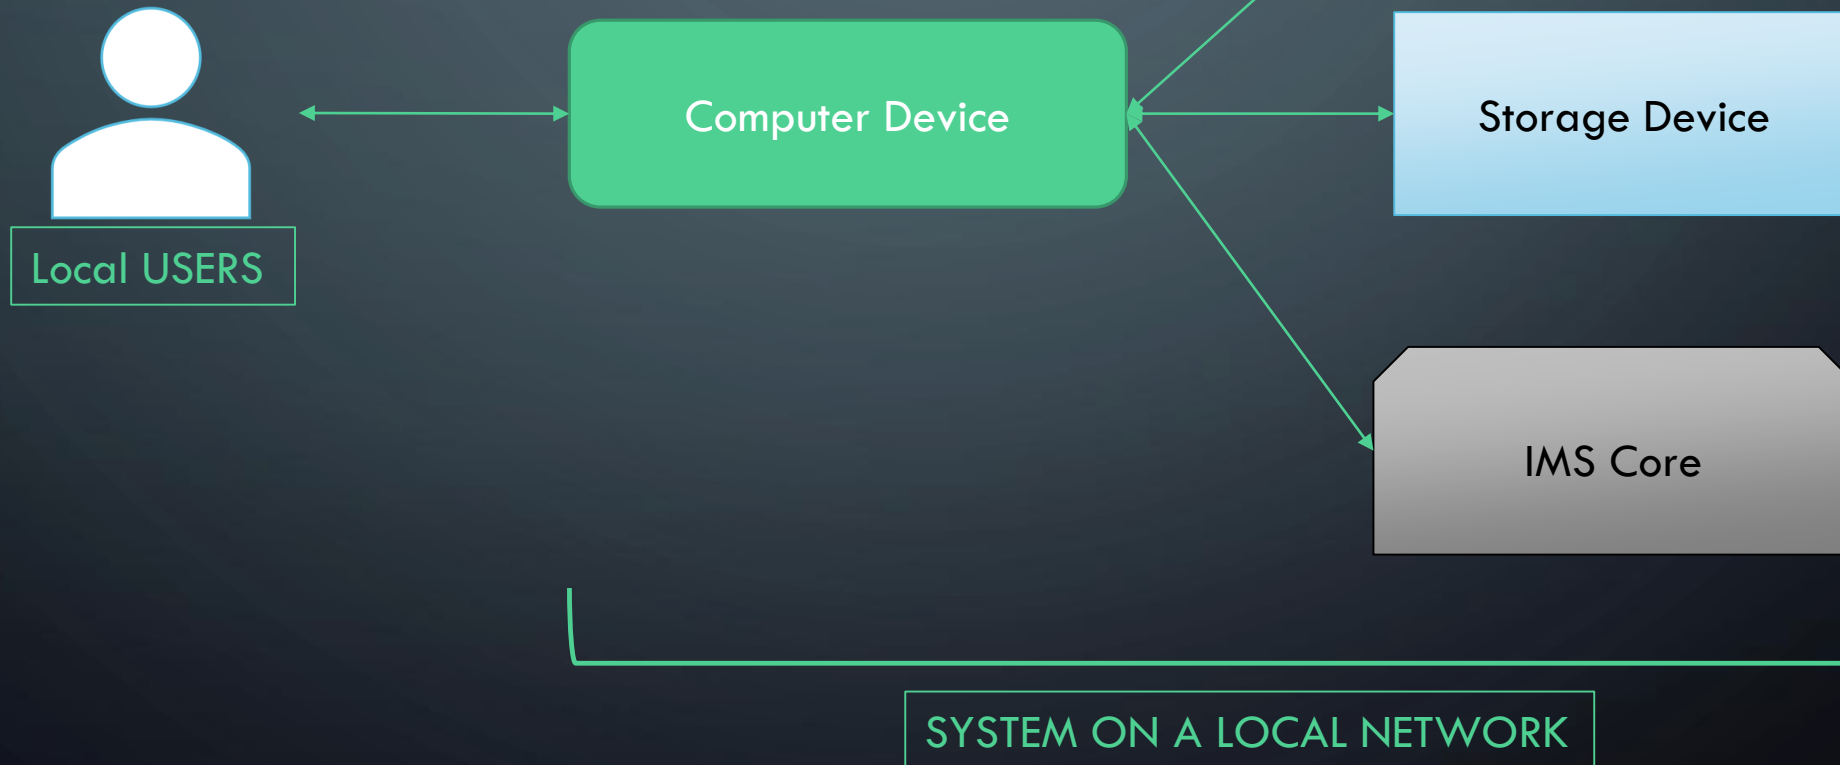 Computer Device
Storage Device
Local USERS
IMS Core
SYSTEM ON A LOCAL NETWORK